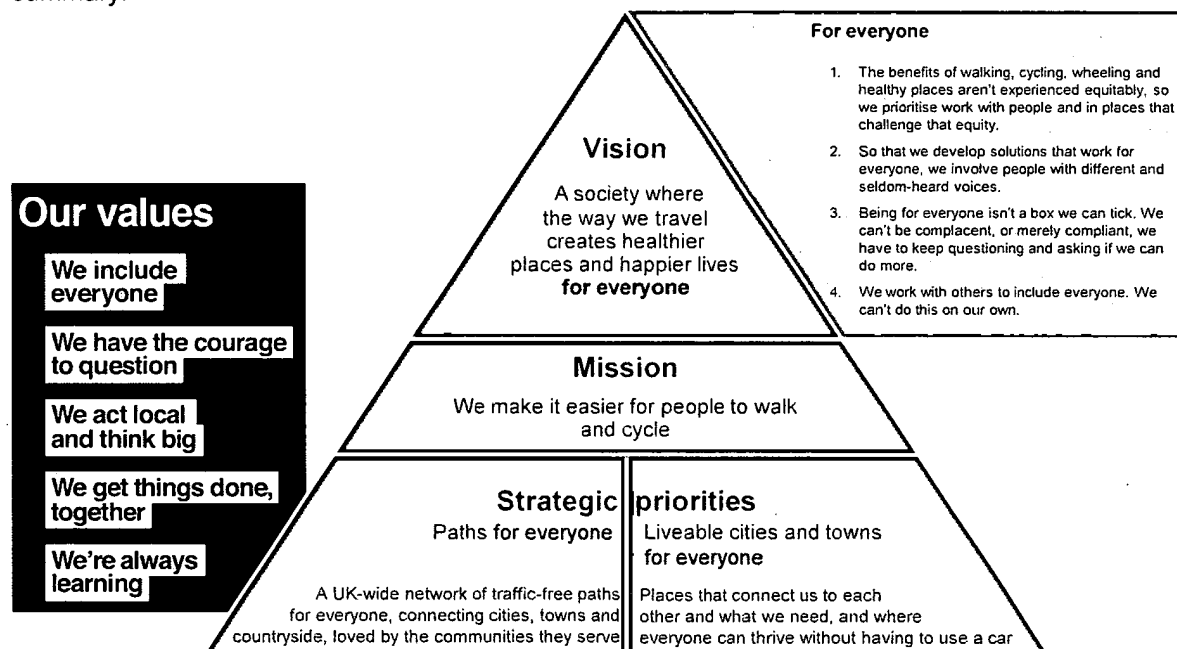 summary.
For everyone
1. The benefits of walking, cycling, wheeling and
healthy places aren't experienced equitably, so
we prioritise work with people and in places that
challenge that equity.
2. So that we develop solutions that work for
everyone, we involve people with different and
seldom-heard voices.
3. Being for everyone isn't a box we can tick. We
can't be complacent, or merely compliant, we
have to keep questioning and asking if we can
do more.
4. We work with others to include everyone. We
can't do this on our own.
Vision
A society where
the way we travel
creates healthier
places and happier lives
for everyone
Our values
We include
everyone
We have the courage
to question
We act local
and think big
We get things done,
together
We're always
learning
Mission
We make it easier for people to walk
and cycle
Strategic priorities
Paths for everyone
A UK-wide network of traffic-free paths
for everyone, connecting cities, towns and
countryside, loved by the communities they serve
Liveable cities and towns
for everyone
Places that connect us to each
other and what we need, and where
everyone can thrive without having to use a car